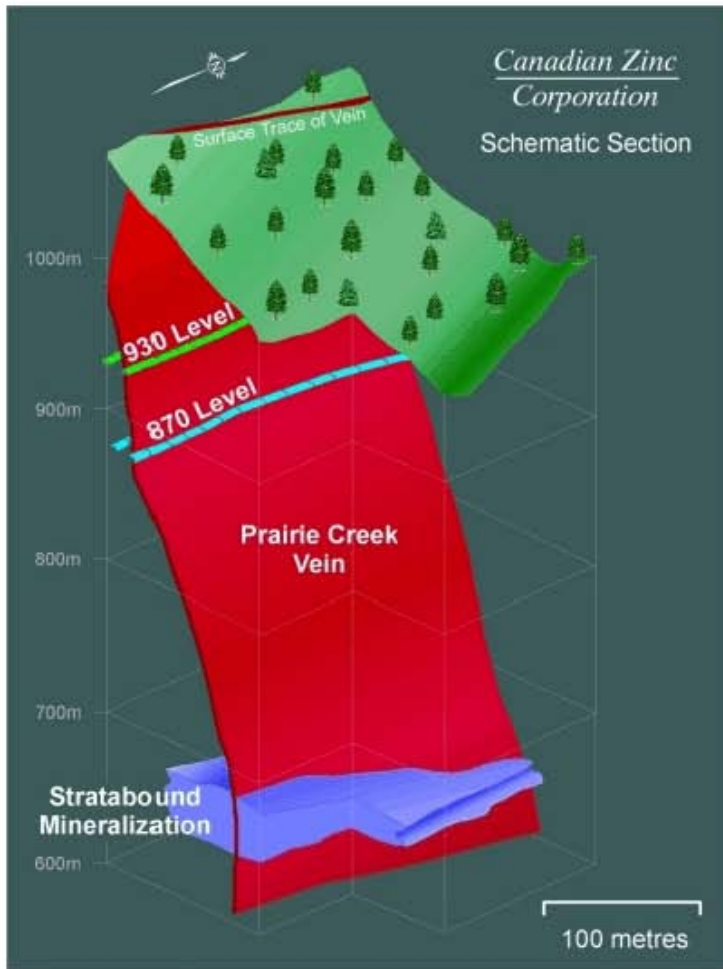 Canadian Zinc
Corporation
Schematic Section
N
Surface Trace of Vein
1000m
930 Level
900m
870 Level
Prairie Creek
Vein
800m
700m
Stratabound
Mineralization
600m
100 metres